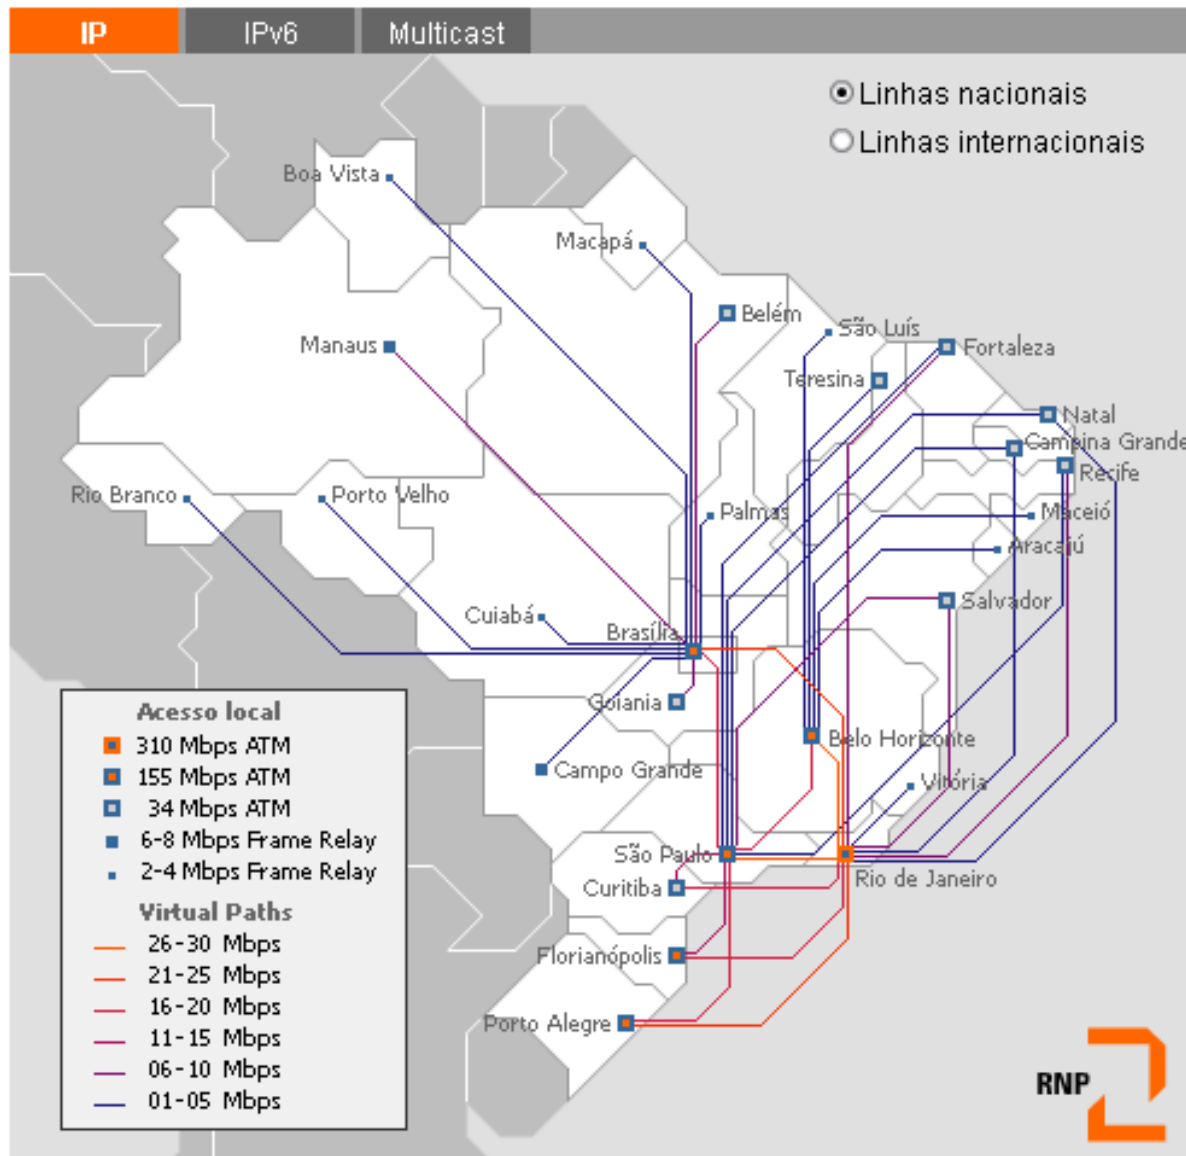 IP
IPv6
Multicast
Linhas nacionais
Linhas internacionais
Boa Vista
Macapá
Belém
São Luís
Manaus
Fortaleza
Teresina
Natal
Campina Grande
Recife
Rio Branco
Porto Velho
Palmas
Maceió
Aracajú
Salvador
Cuiabá
Brasília
Goiania
Belo Horizonte
Campo Grande
Vitória
São Paulo
Rio de Janeiro
Curitiba
Florianópolis
Porto Alegre
Acesso local
310 Mbps ATM
155 Mbps ATM
34 Mbps ATM
6-8 Mbps Frame Relay
2-4 Mbps Frame Relay
Virtual Paths
26-30 Mbps
21-25 Mbps
16-20 Mbps
11-15 Mbps
06-10 Mbps
01-05 Mbps
RNP